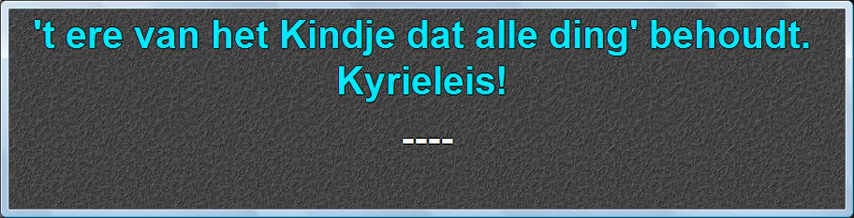 't ere van het Kindje dat alle ding' behoudt.
Kyrieleis!
----